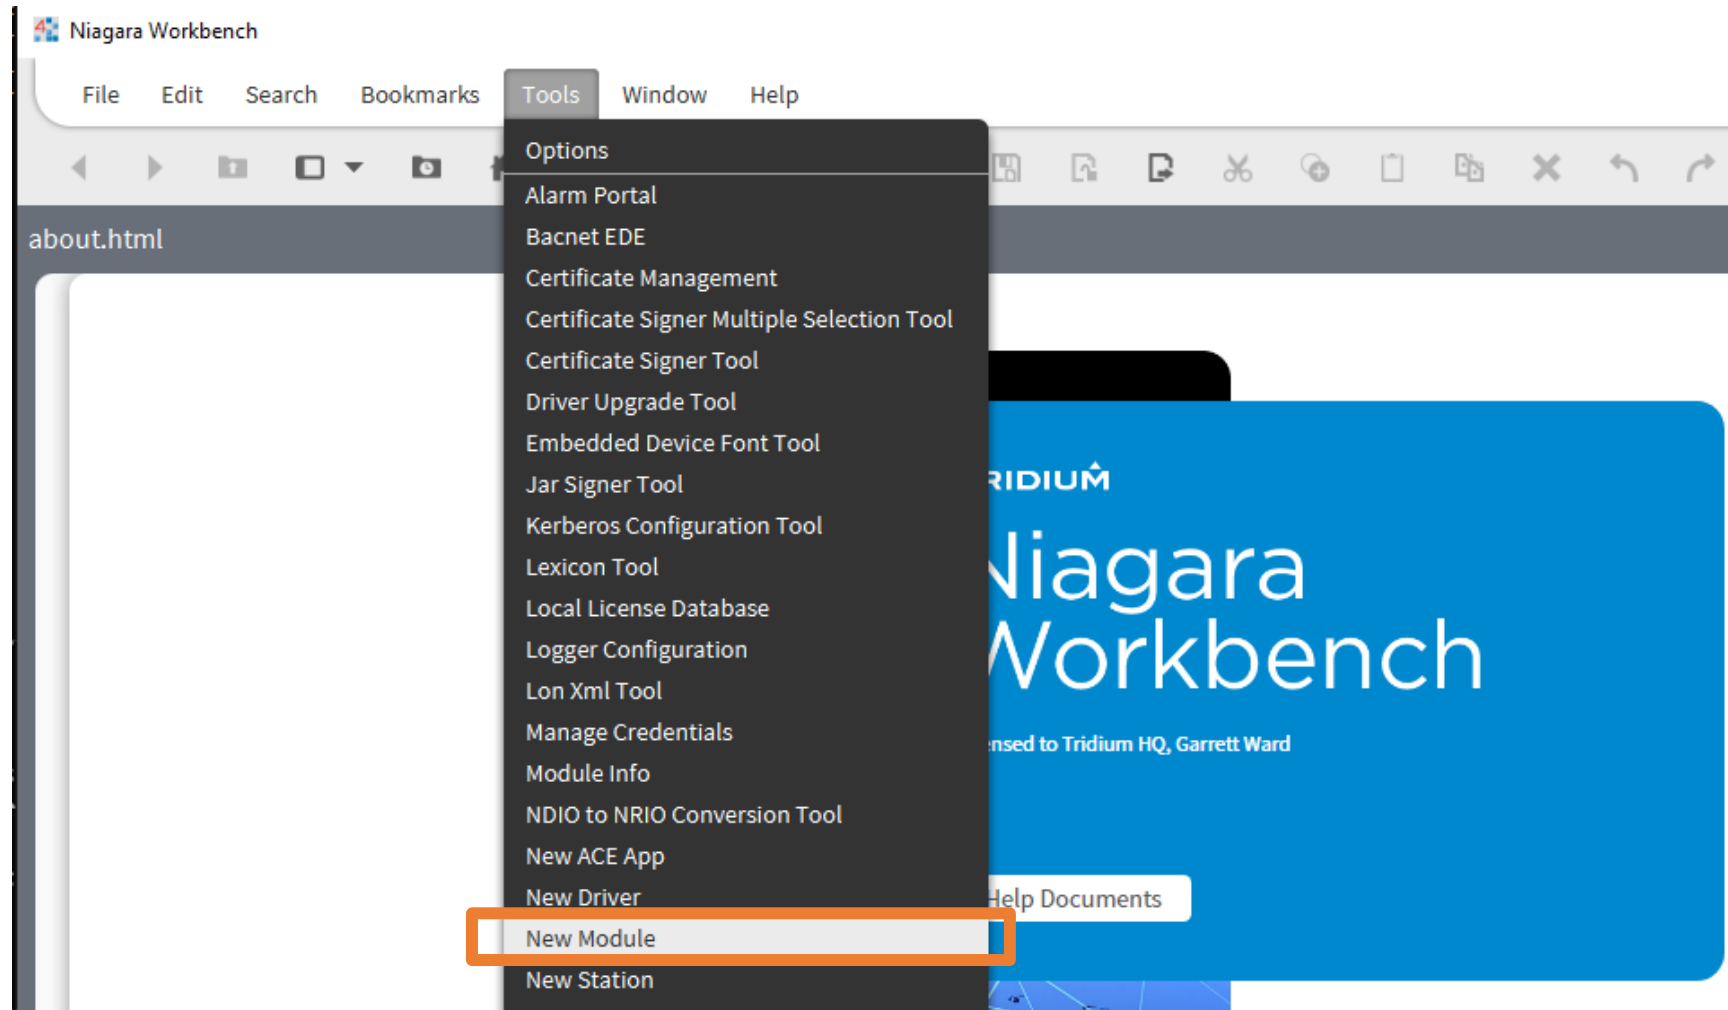 Niagara Workbench
File Edit Search Bookmarks Tools Window Help
about.html
Options
Alarm Portal
Bacnet EDE
Certificate Management
Certificate Signer Multiple Selection Tool
Certificate Signer Tool
Driver Upgrade Tool
Embedded Device Font Tool
Jar Signer Tool
Kerberos Configuration Tool
Lexicon Tool
Local License Database
Logger Configuration
Lon Xml Tool
Manage Credentials
Module Info
NDIO to NRIO Conversion Tool
New ACE App
New Driver
New Module
New Station
RIDIUM
Niagara
Workbench
ensed to Tridium HQ, Garrett Ward
Help Documents